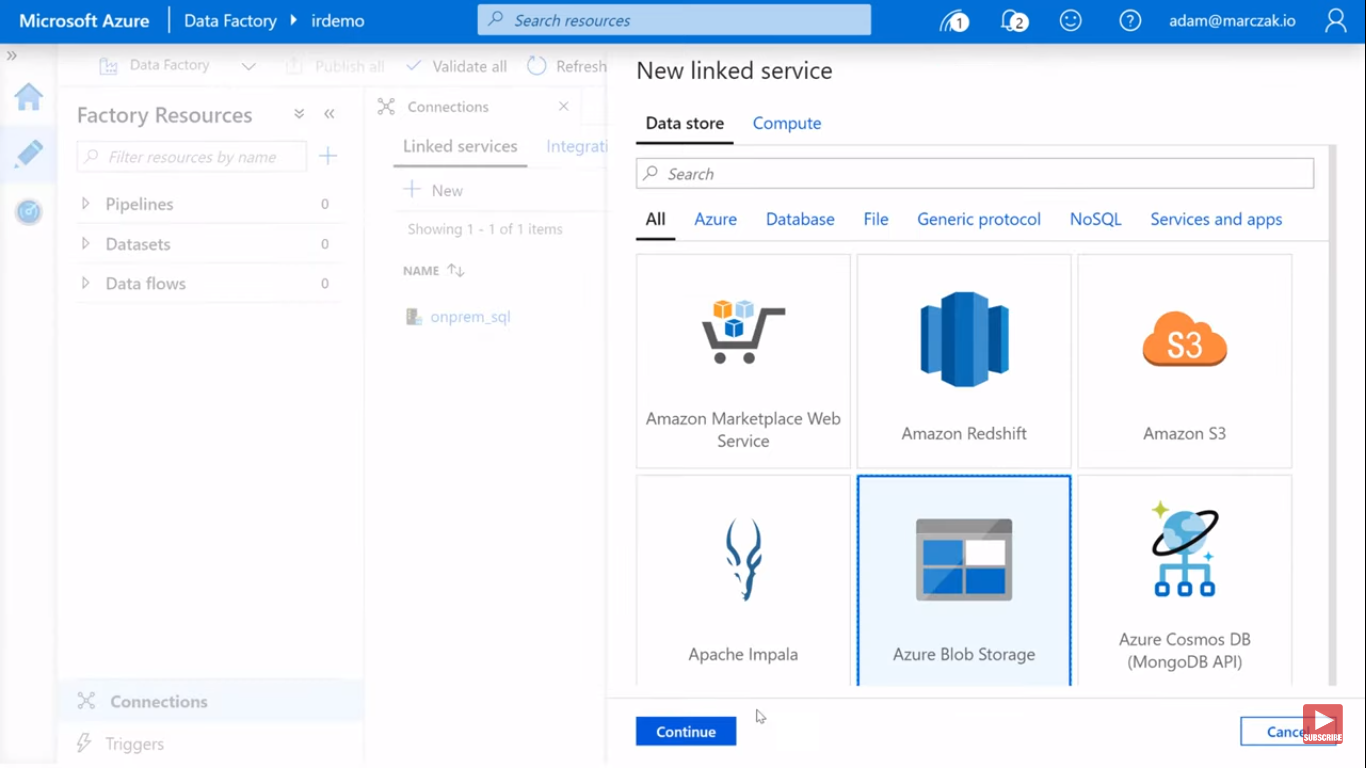 Microsoft Azure
Data Factory
irdemo
Search resources
1
2
adam@marczak.io
Data Factory
Publish all
Validate all
Refresh
Factory Resources
Filter resources by name
Pipelines 0
Datasets 0
Data flows 0
Connections
Triggers
Connections
Linked services
Integrati
New
Showing 1 - 1 of 1 items
NAME
onprem_sql
New linked service
Data store
Compute
Search
All
Azure
Database
File
Generic protocol
NoSQL
Services and apps
Amazon Marketplace Web
Service
Amazon Redshift
S3
Amazon S3
Apache Impala
Azure Blob Storage
Azure Cosmos DB
(MongoDB API)
Continue
Cancel
SUBSCRIBE